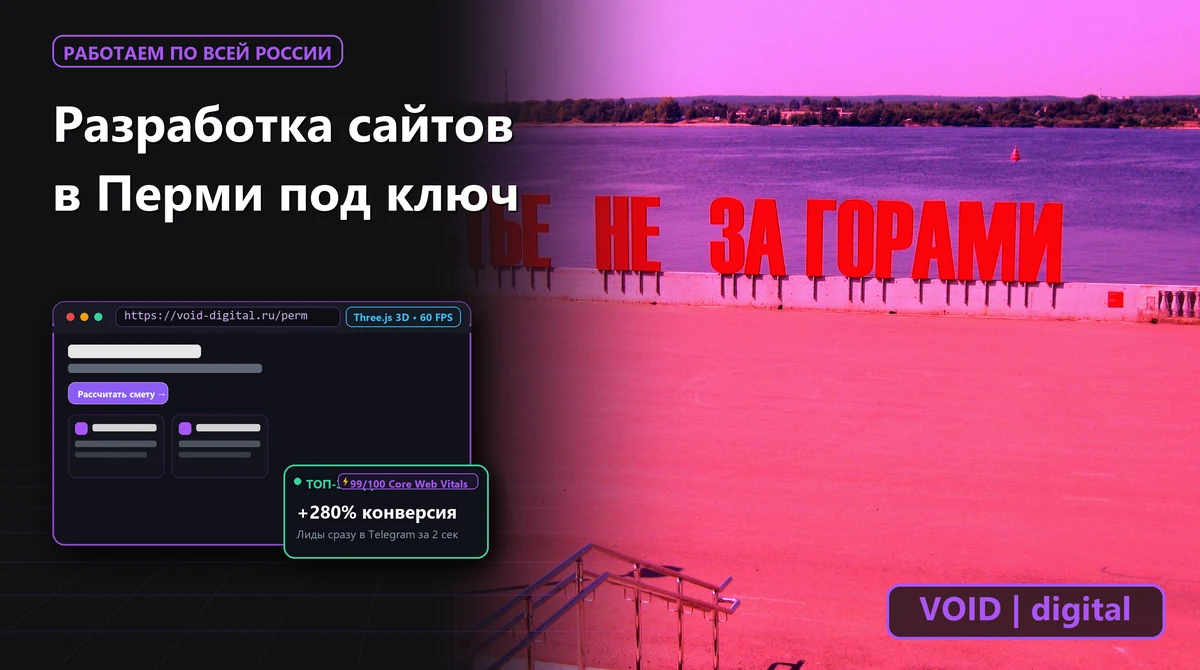 РАБОТАЕМ ПО ВСЕЙ РОССИИ
Разработка сайтов
в Перми под ключ
ТЬЕ НЕ ЗА ГОРАМИ
https://void-digital.ru/perm
Three.js 3D • 60 FPS
Рассчитать смету →
ТОП-
⚡99/100 Core Web Vitals
+280% конверсия
Лиды сразу в Telegram за 2 сек
VOID | digital